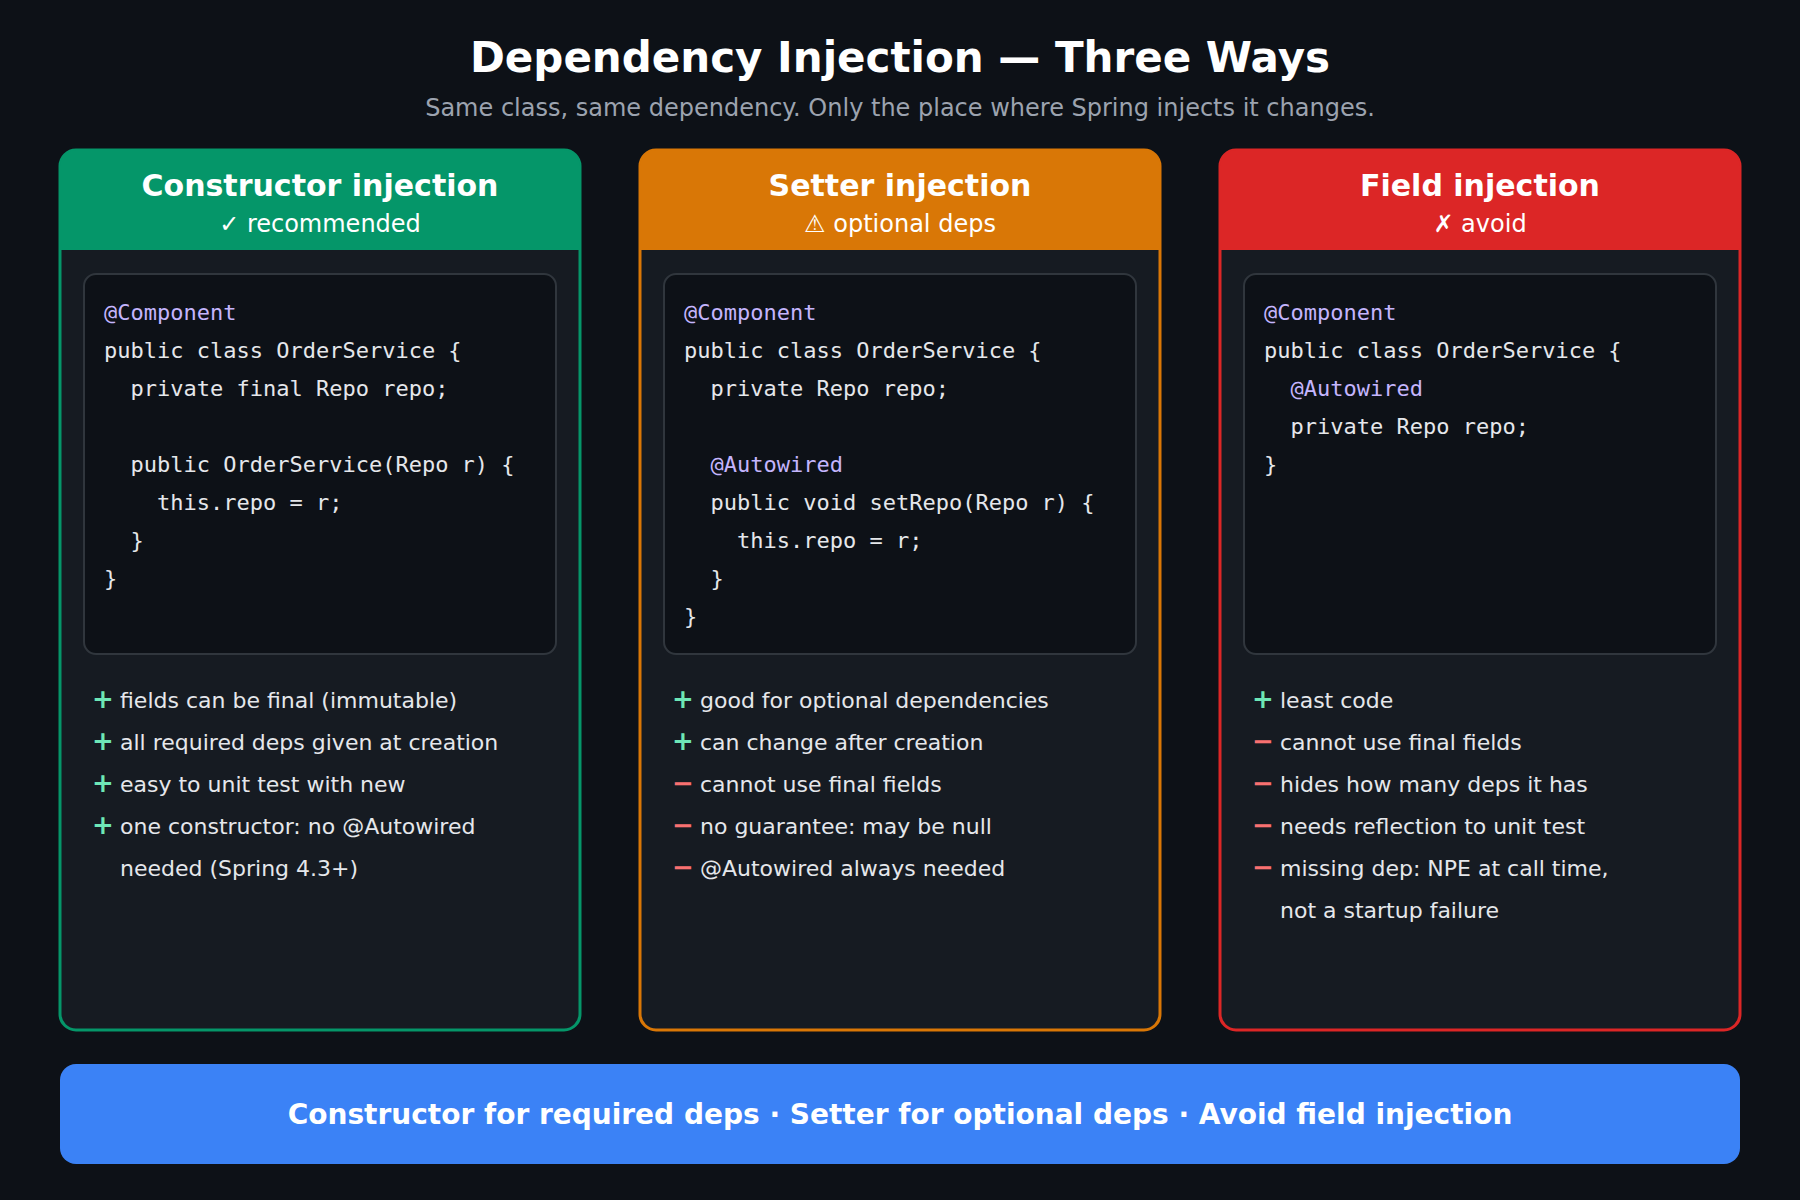 Dependency Injection — Three Ways
Same class, same dependency. Only the place where Spring injects it changes.
Constructor injection
✓ recommended
@Component
public class OrderService {
  private final Repo repo;

  public OrderService(Repo r) {
    this.repo = r;
  }
}
+ fields can be final (immutable)
+ all required deps given at creation
+ easy to unit test with new
+ one constructor: no @Autowired
needed (Spring 4.3+)
Setter injection
⚠ optional deps
@Component
public class OrderService {
  private Repo repo;

  @Autowired
  public void setRepo(Repo r) {
    this.repo = r;
  }
}
+ good for optional dependencies
+ can change after creation
− cannot use final fields
− no guarantee: may be null
− @Autowired always needed
Field injection
✗ avoid
@Component
public class OrderService {
  @Autowired
  private Repo repo;
}
+ least code
− cannot use final fields
− hides how many deps it has
− needs reflection to unit test
− missing dep: NPE at call time,
not a startup failure
Constructor for required deps · Setter for optional deps · Avoid field injection